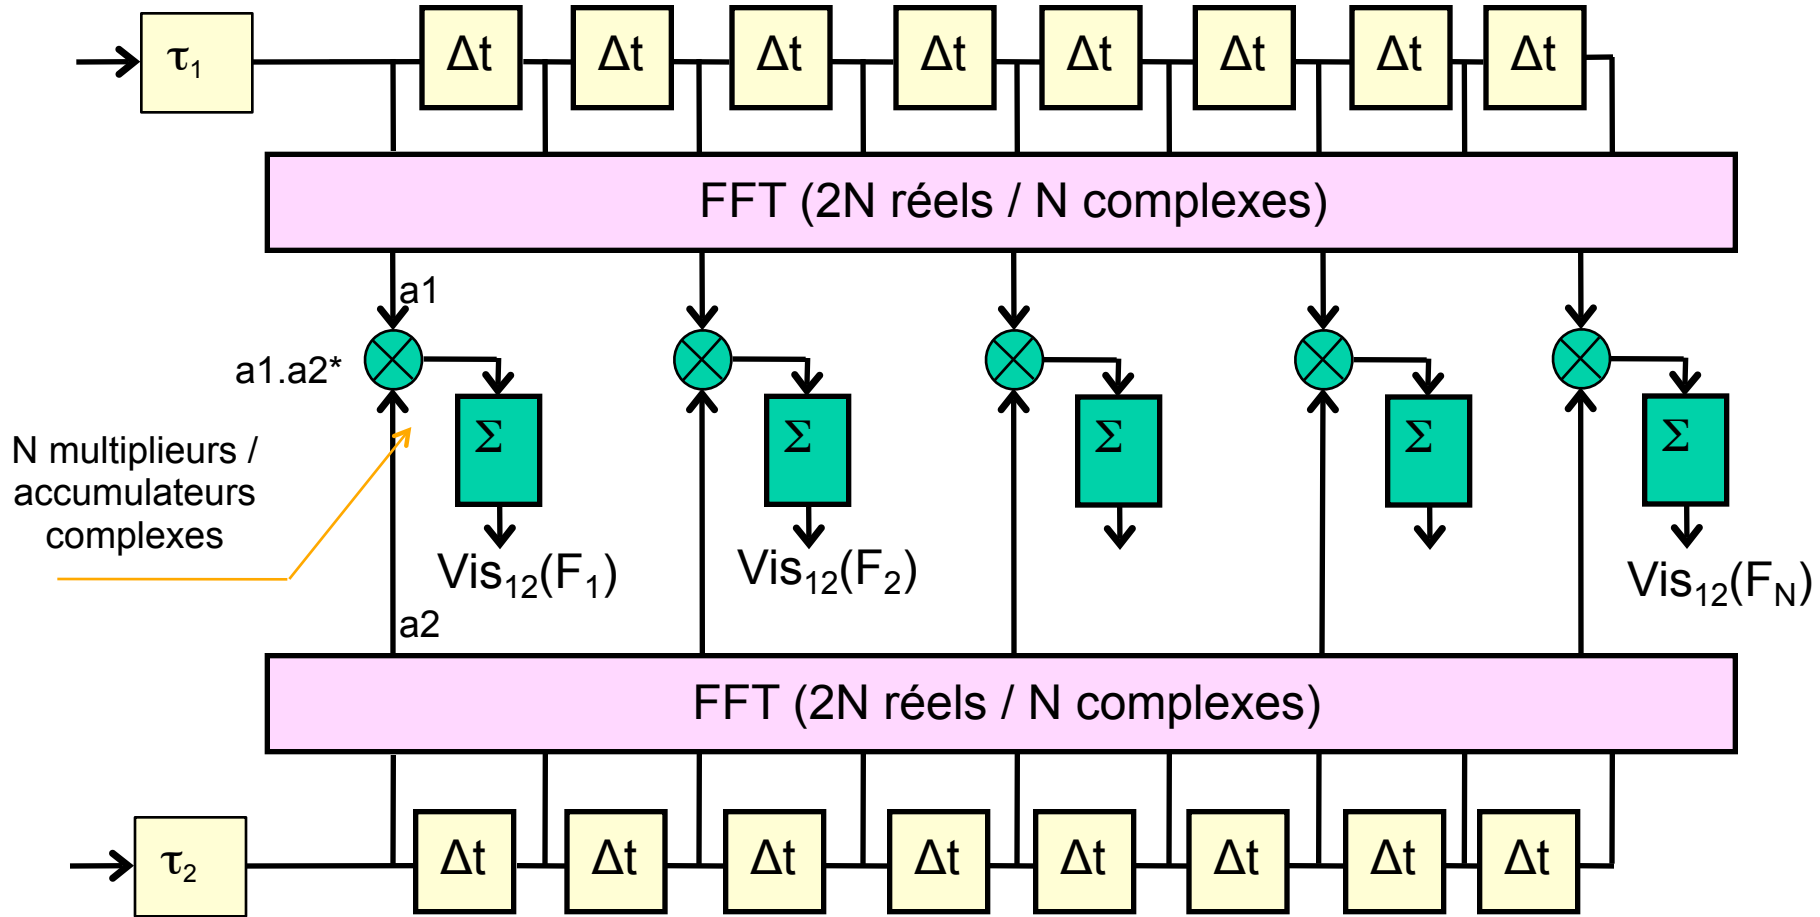 τ₁ Δt Δt Δt Δt Δt Δt Δt Δt
FFT (2N réels / N complexes)
a1
a1.a2*
Σ Σ Σ Σ Σ
N multiplieurs /
accumulateurs
complexes
Vis₁₂(F₁) Vis₁₂(F₂) Vis₁₂(F_N)
a2
FFT (2N réels / N complexes)
τ₂ Δt Δt Δt Δt Δt Δt Δt Δt